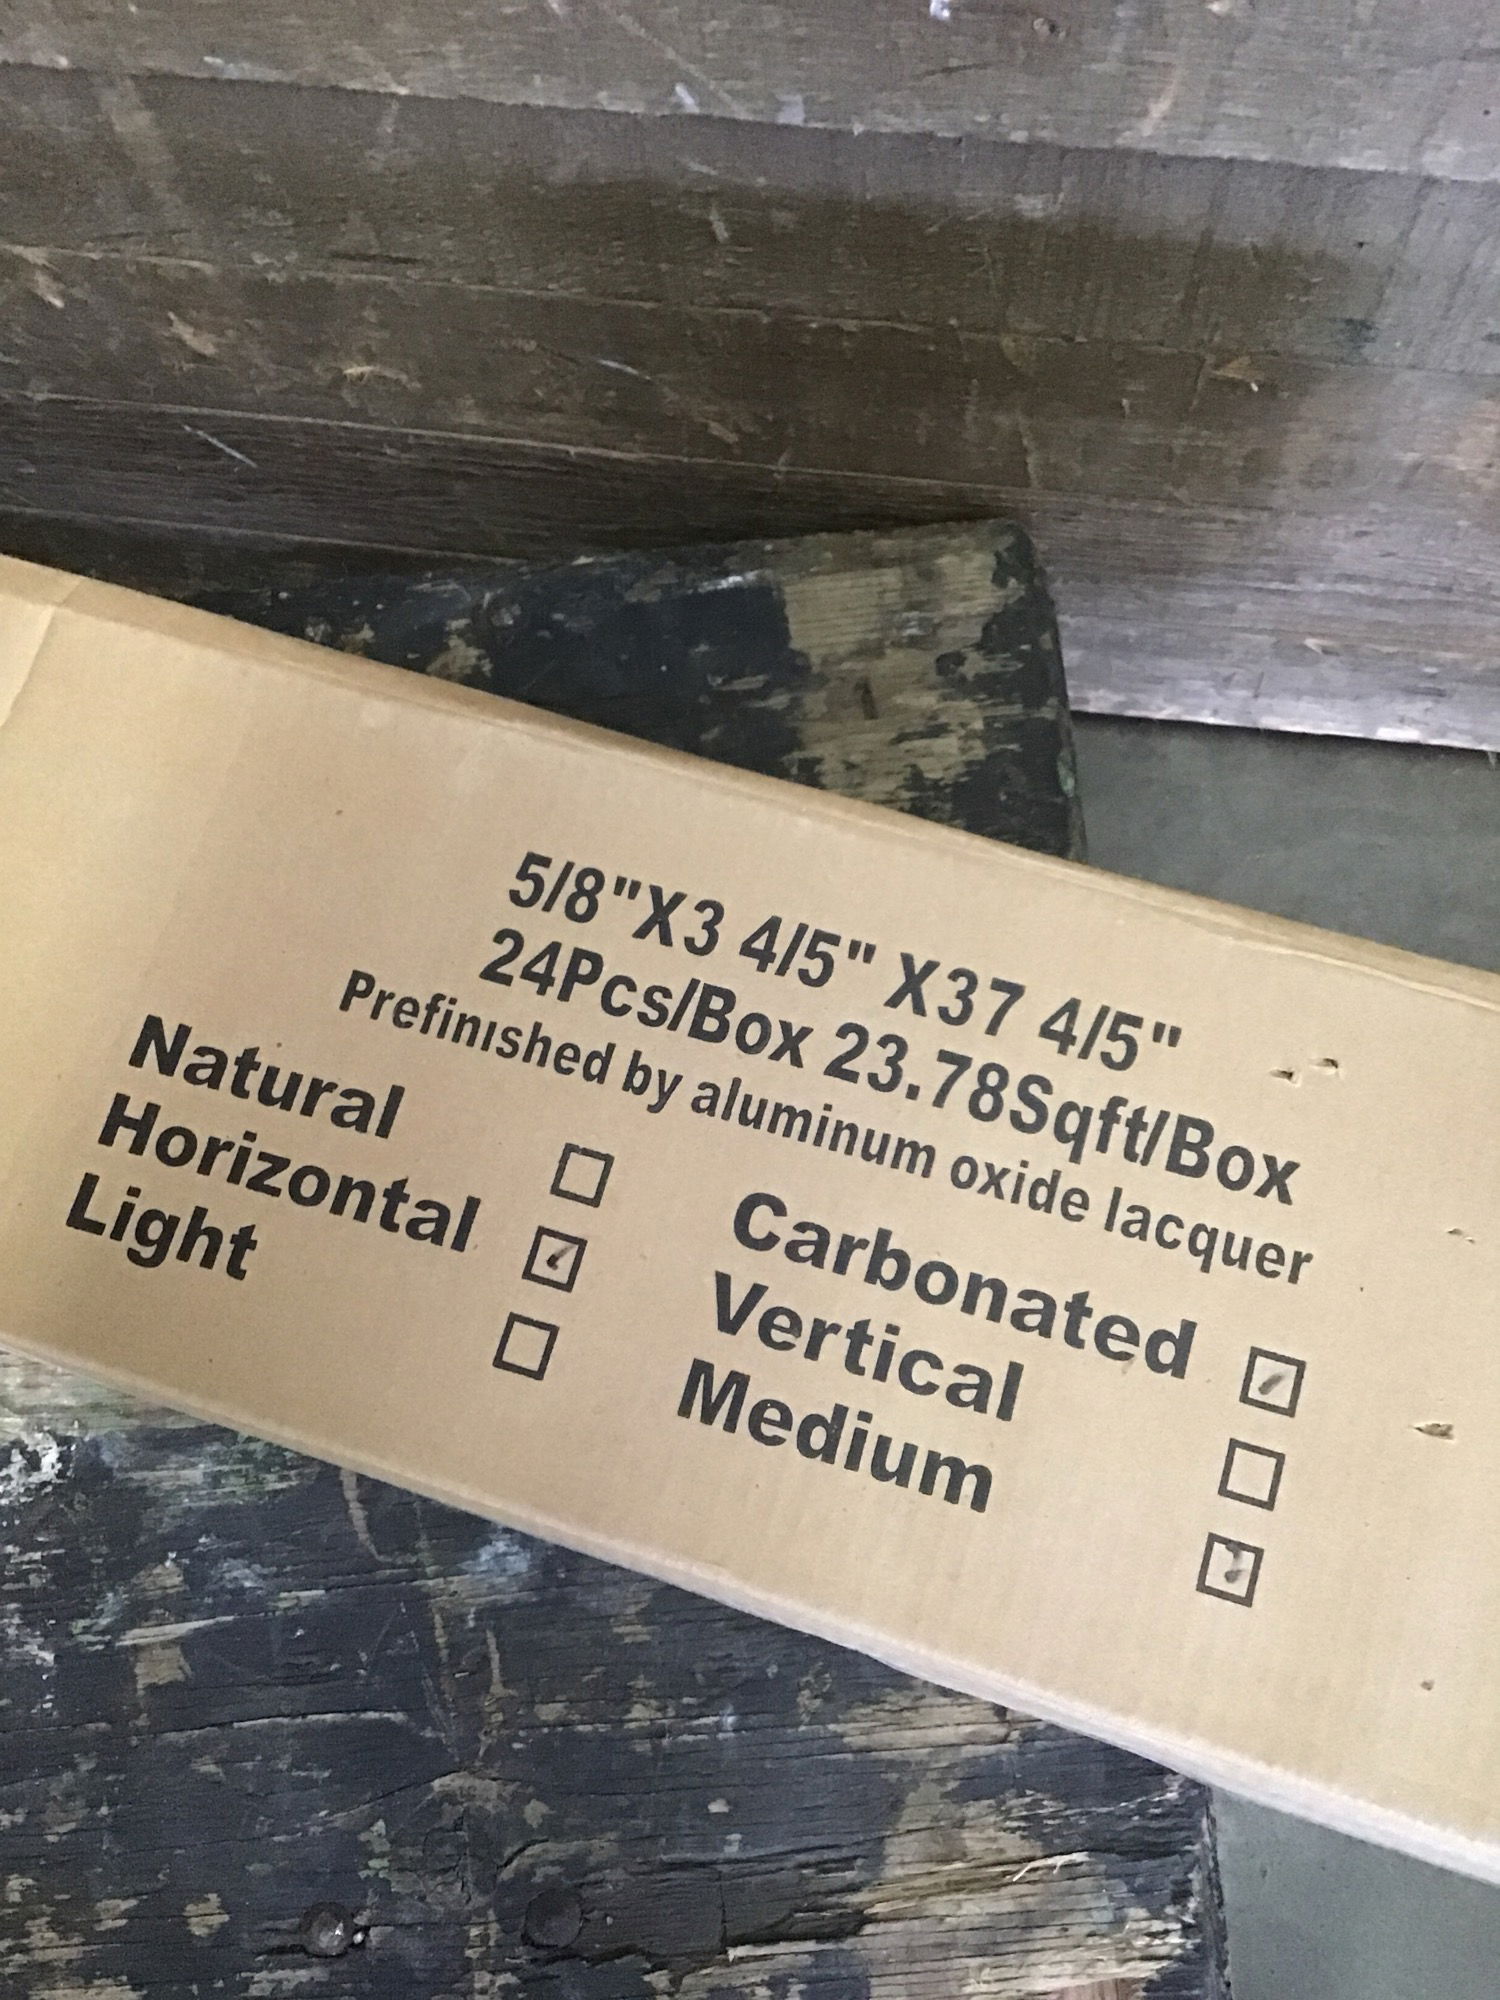 5/8"X3 4/5" X37 4/5"
24Pcs/Box 23.78Sqft/Box
Prefinished by aluminum oxide lacquer
Natural ☐ Carbonated ☑
Horizontal ☑ Vertical ☐
Light ☐ Medium ☑